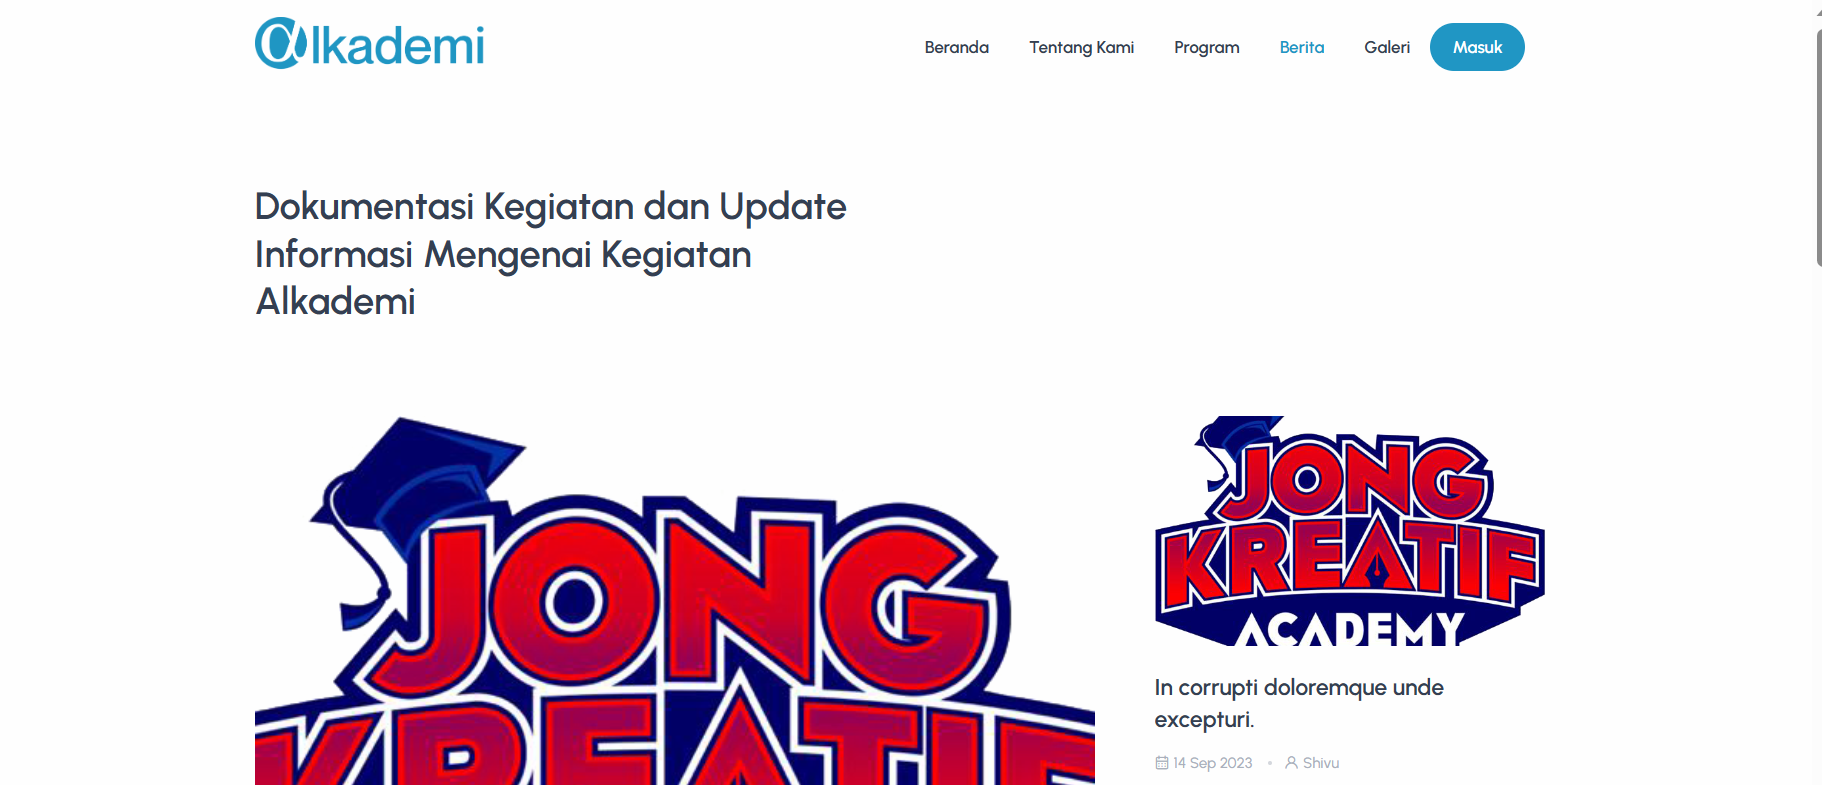 @lkademi
Beranda
Tentang Kami
Program
Berita
Galeri
Masuk
Dokumentasi Kegiatan dan Update
Informasi Mengenai Kegiatan
Alkademi
JONG
KREATIF
JONG
KREATIF
ACADEMY
In corrupti doloremque unde
excepturi.
14 Sep 2023 • Shivu